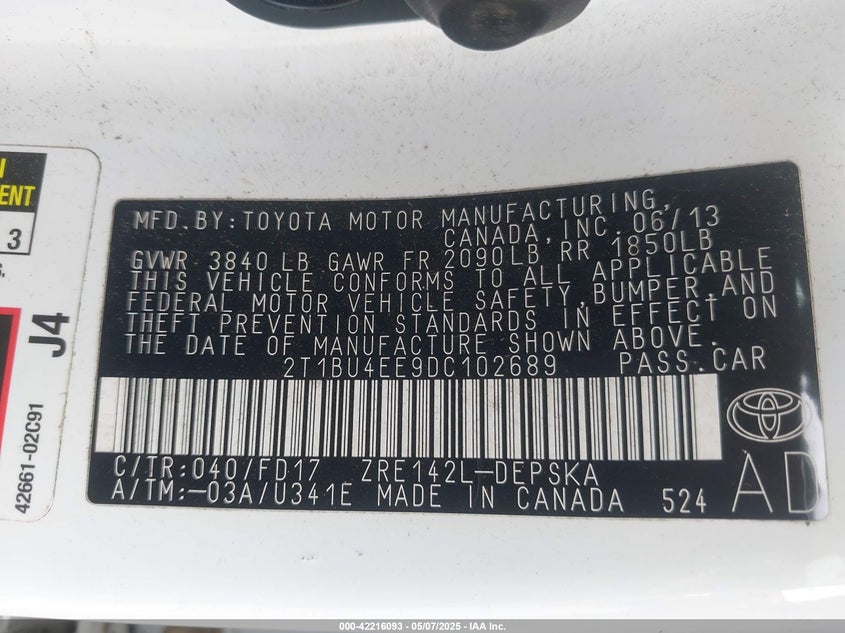 N
ENT
3
S.
J4
42661-02C91
MFD.BY:TOYOTA MOTOR MANUFACTURING,
CANADA, INC. 06/13
GVWR 3840 LB GAWR FR 2090LB RR 1850LB
THIS VEHICLE CONFORMS TO ALL APPLICABLE
FEDERAL MOTOR VEHICLE SAFETY,BUMPER,AND
THEFT PREVENTION STANDARDS IN EFFECT ON
THE DATE OF MANUFACTURE SHOWN ABOVE.
2T1BU4EE9DC102689 PASS.CAR
C/TR:040/FD17 ZRE142L-DEPSKA
A/TM:-03A/U341E MADE IN CANADA 524
AD
000-42216093 — 05/07/2025 — IAA Inc.